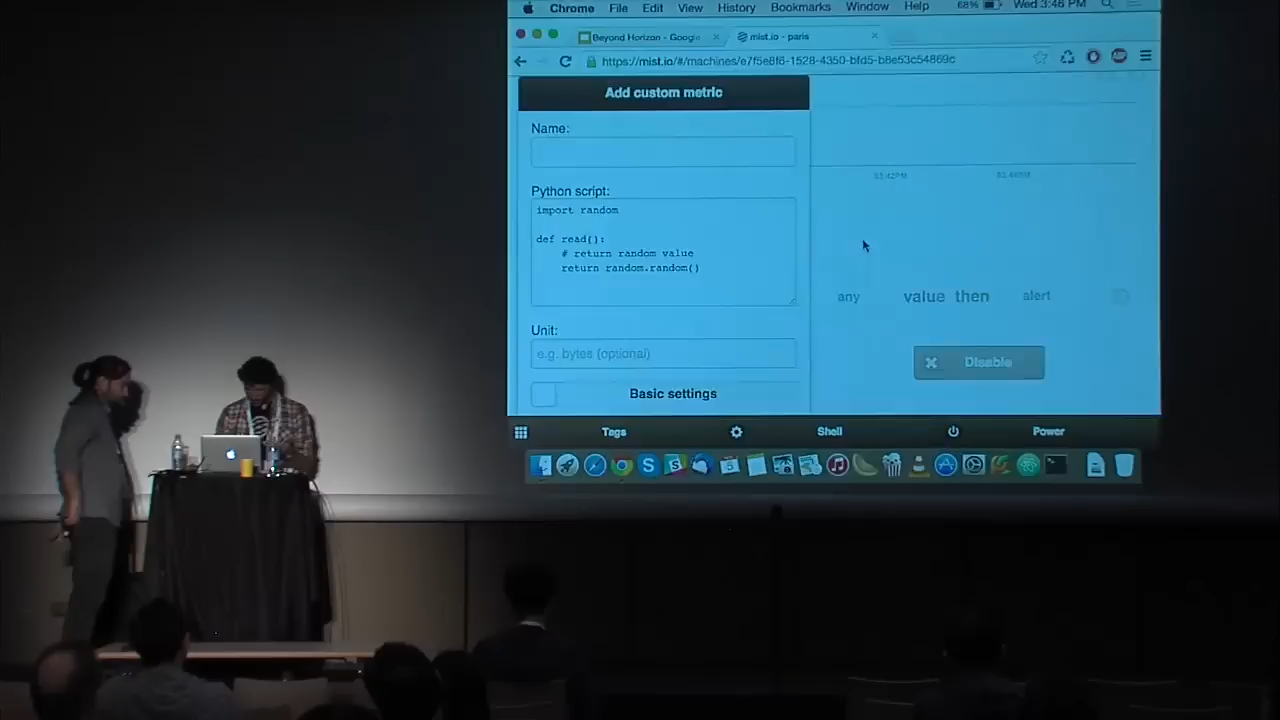 Chrome File Edit View History Bookmarks Window Help 68% Wed 3:46 PM
Beyond Horizon - Google
mist.io - paris
https://mist.io/#/machines/e7f5e8f6-1528-4350-bfd5-b8e53c54869c
Add custom metric
Name:
03:42PM
Python script:
import random
def read():
# return random value
return random.random()
any value then alert
Unit:
e.g. bytes (optional)
Disable
Basic settings
Tags Shell Power